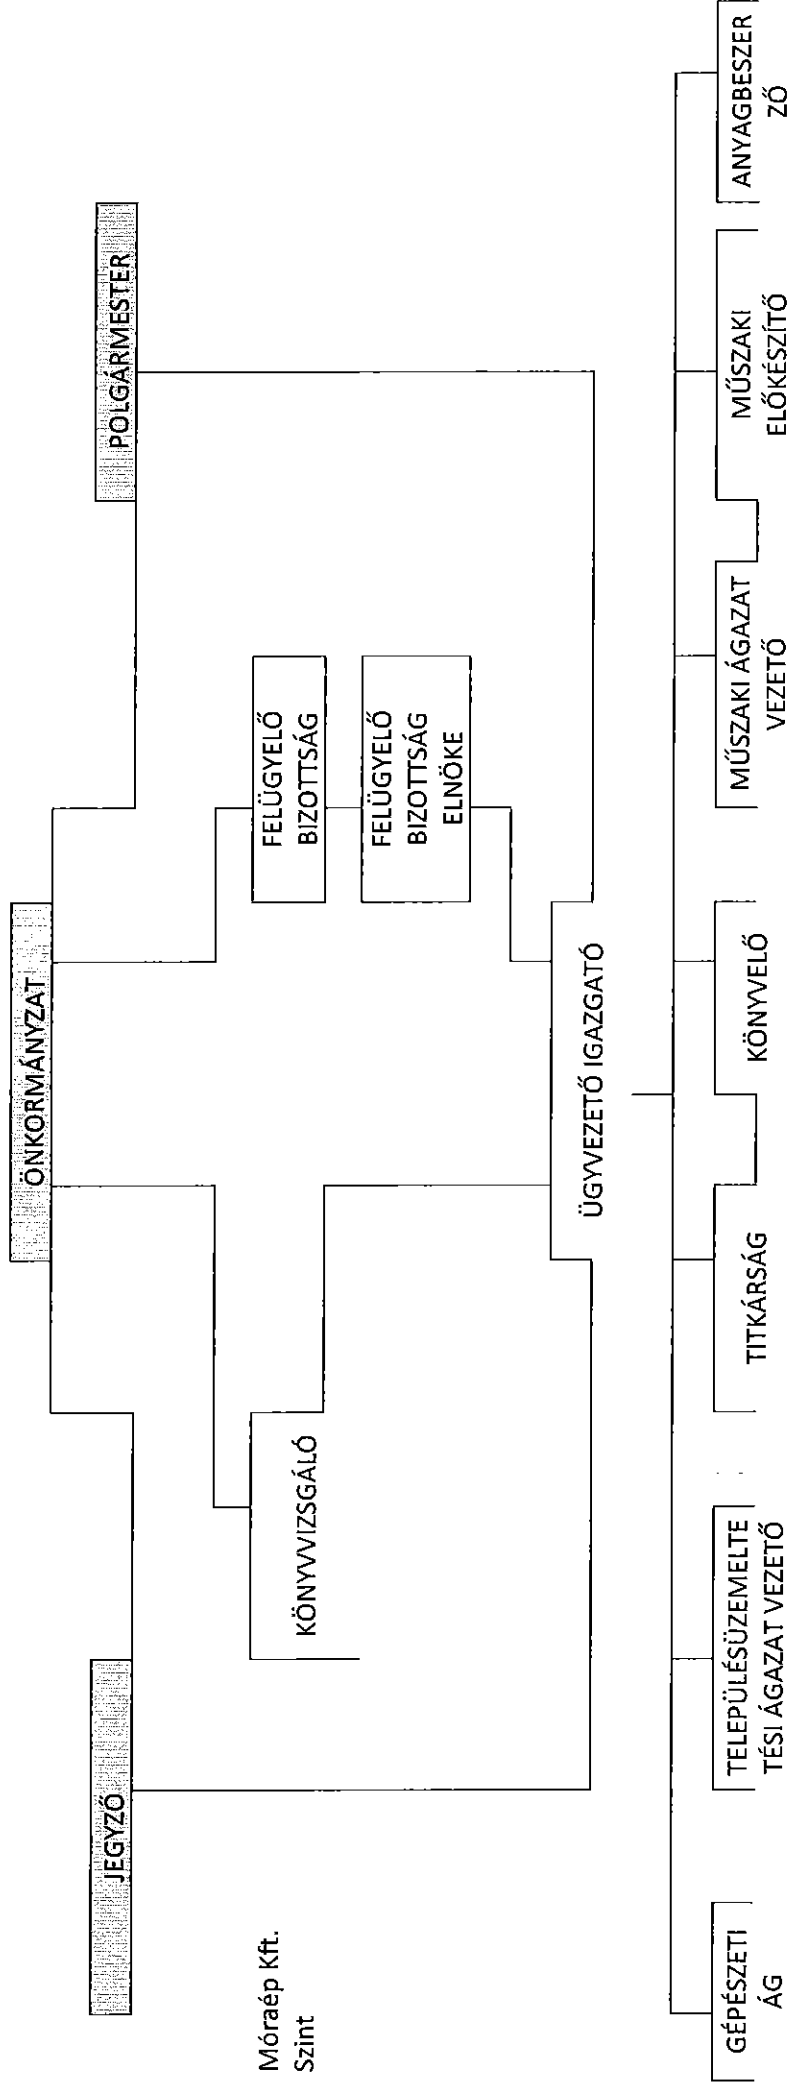 ÖNKORMÁNYZAT
JEGYZŐ
POLGÁRMESTER
Móraép Kft.
Szint
KÖNYVVIZSGÁLÓ
FELÜGYELŐ
BIZOTTSÁG
FELÜGYELŐ
BIZOTTSÁG
ELNÖKE
ÜGYVEZETŐ IGAZGATÓ
GÉPÉSZETI
ÁG
TELEPÜLÉSÜZEMELTE
TÉSI ÁGAZAT VEZETŐ
TITKÁRSÁG
KÖNYVELŐ
MŰSZAKI ÁGAZAT
VEZETŐ
MŰSZAKI
ELŐKÉSZÍTŐ
ANYAGBESZER
ZŐ